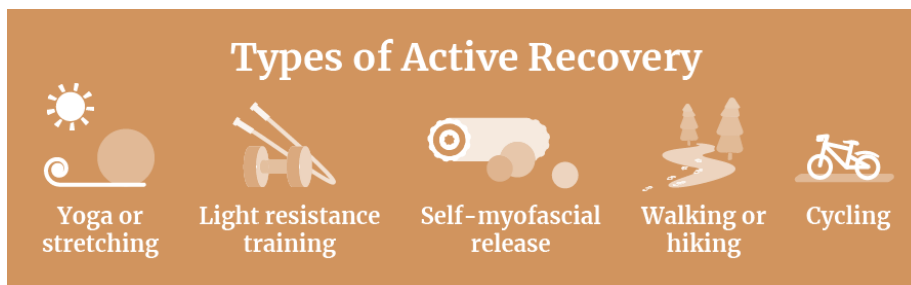 Types of Active Recovery
Yoga or
stretching
Light resistance
training
Self-myofascial
release
Walking or
hiking
Cycling